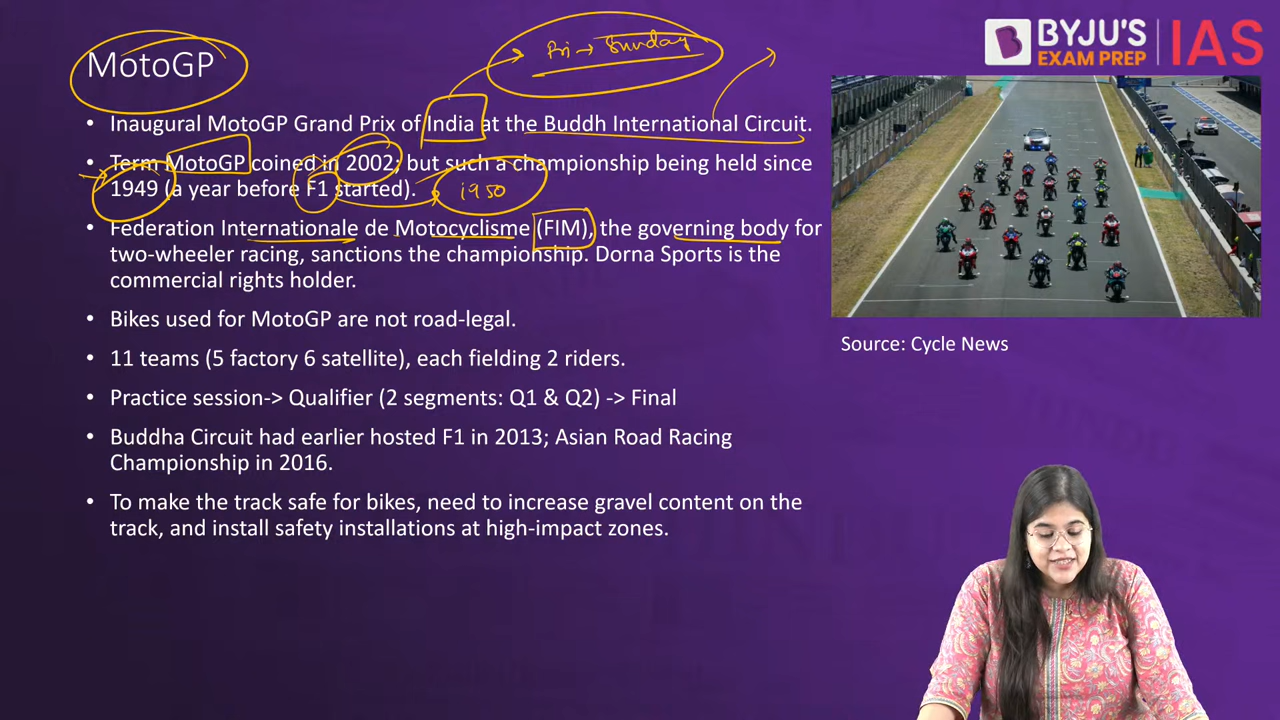 MotoGP
Fri → Sunday
BYJU'S
EXAM PREP
IAS
• Inaugural MotoGP Grand Prix of India at the Buddh International Circuit.
• Term MotoGP coined in 2002; but such a championship being held since
1949 (a year before F1 started).
1950
• Federation Internationale de Motocyclisme (FIM), the governing body for
two-wheeler racing, sanctions the championship. Dorna Sports is the
commercial rights holder.
• Bikes used for MotoGP are not road-legal.
• 11 teams (5 factory 6 satellite), each fielding 2 riders.
• Practice session-> Qualifier (2 segments: Q1 & Q2) -> Final
• Buddha Circuit had earlier hosted F1 in 2013; Asian Road Racing
Championship in 2016.
• To make the track safe for bikes, need to increase gravel content on the
track, and install safety installations at high-impact zones.
Source: Cycle News